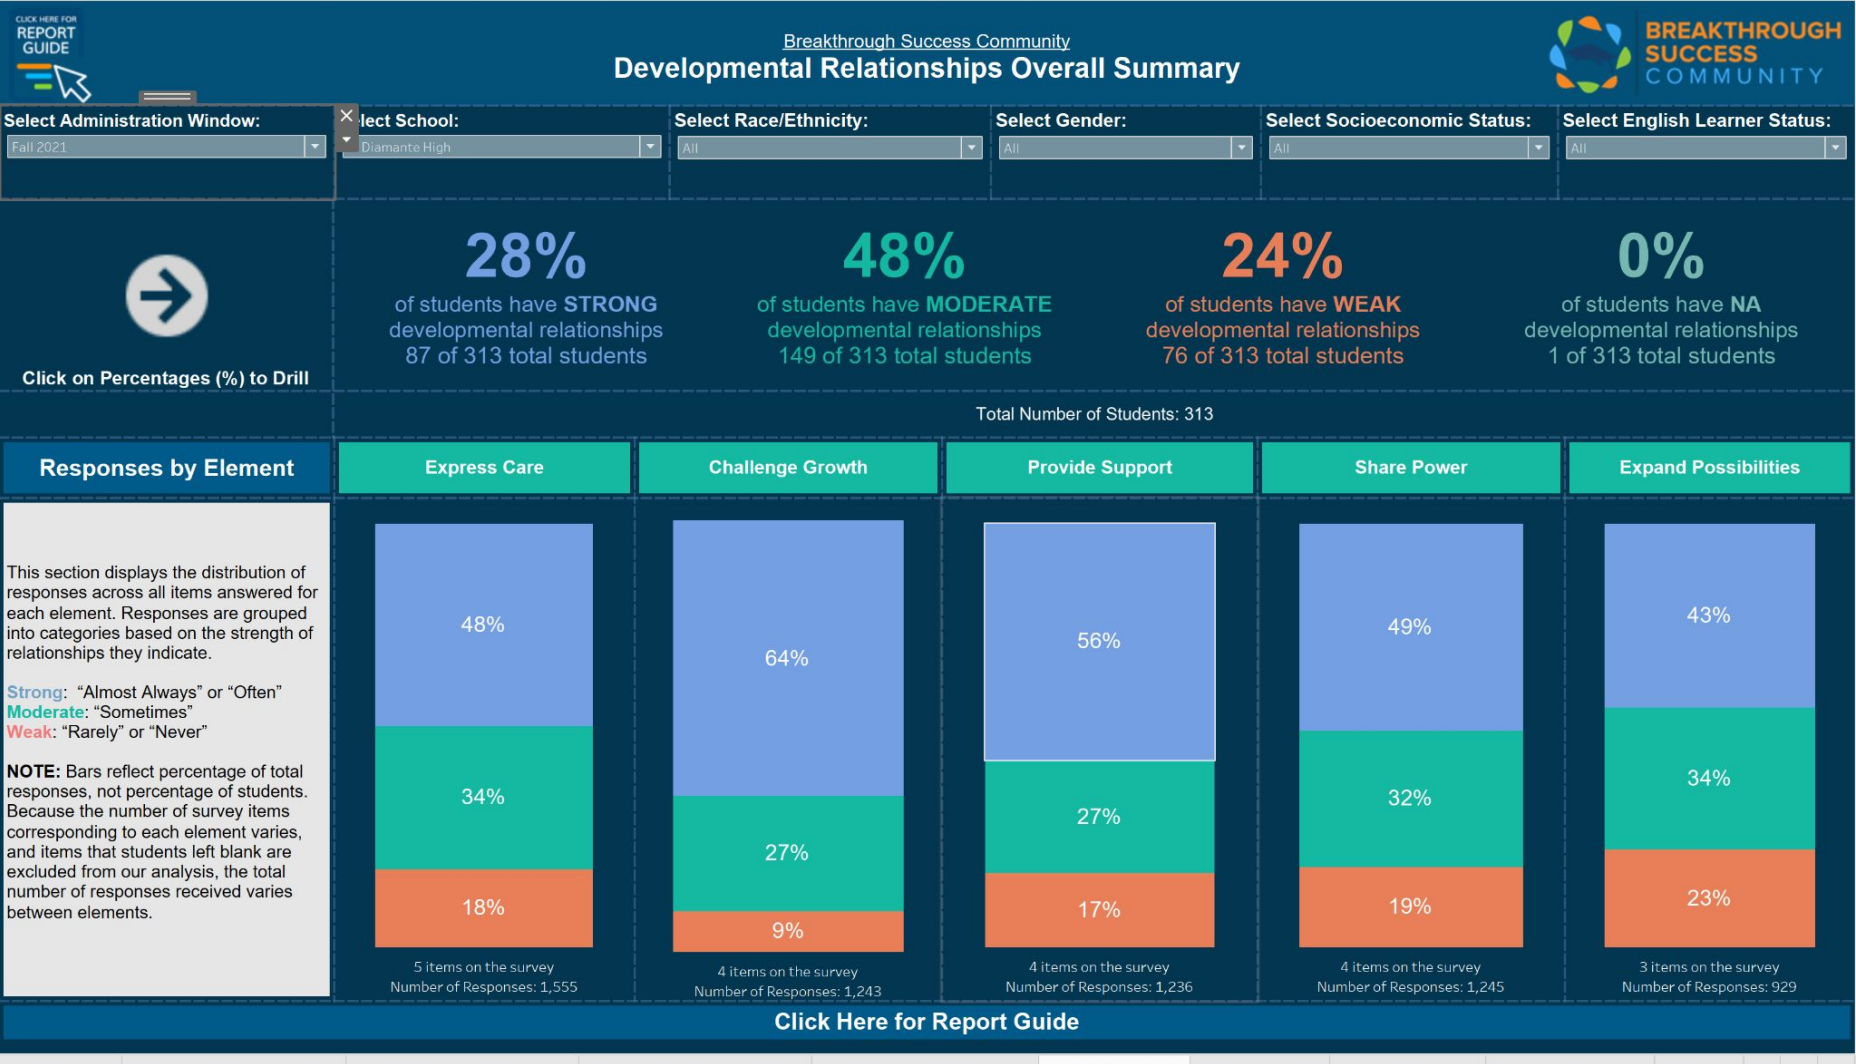 CLICK HERE FOR
REPORT
GUIDE
Breakthrough Success Community
Developmental Relationships Overall Summary
BREAKTHROUGH
SUCCESS
COMMUNITY
Select Administration Window:
Fall 2021
lect School:
Diamante High
Select Race/Ethnicity:
All
Select Gender:
All
Select Socioeconomic Status:
All
Select English Learner Status:
All
Click on Percentages (%) to Drill
28%
of students have STRONG
developmental relationships
87 of 313 total students
48%
of students have MODERATE
developmental relationships
149 of 313 total students
24%
of students have WEAK
developmental relationships
76 of 313 total students
0%
of students have NA
developmental relationships
1 of 313 total students
Total Number of Students: 313
Responses by Element
Express Care
Challenge Growth
Provide Support
Share Power
Expand Possibilities
This section displays the distribution of
responses across all items answered for
each element. Responses are grouped
into categories based on the strength of
relationships they indicate.
Strong: “Almost Always” or “Often”
Moderate: “Sometimes”
Weak: “Rarely” or “Never”
NOTE: Bars reflect percentage of total
responses, not percentage of students.
Because the number of survey items
corresponding to each element varies,
and items that students left blank are
excluded from our analysis, the total
number of responses received varies
between elements.
48%
34%
18%
5 items on the survey
Number of Responses: 1,555
64%
27%
9%
4 items on the survey
Number of Responses: 1,243
56%
27%
17%
4 items on the survey
Number of Responses: 1,236
49%
32%
19%
4 items on the survey
Number of Responses: 1,245
43%
34%
23%
3 items on the survey
Number of Responses: 929
Click Here for Report Guide